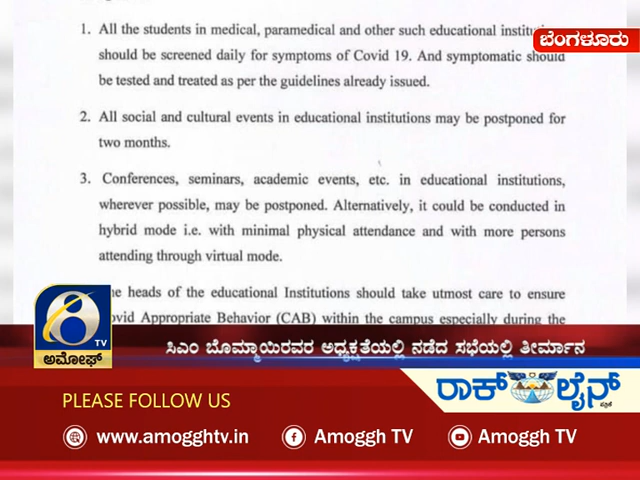 1. All the students in medical, paramedical and other such educational
ಬೆಂಗಳೂರು
should be screened daily for symptoms of Covid 19. And symptomatic should
be tested and treated as per the guidelines already issued.
2. All social and cultural events in educational institutions may be postponed for
two months.
3. Conferences, seminars, academic events, etc. in educational institutions,
wherever possible, may be postponed. Alternatively, it could be conducted in
hybrid mode i.e. with minimal physical attendance and with more persons
attending through virtual mode.
heads of the educational Institutions should take utmost care to ensure
Appropriate Behavior (CAB) within the campus especially during the
TV
ಅಮೋಘ್
ಸಿಎಂ ಬೊಮ್ಮಾಯಿರವರ ಅಧ್ಯಕ್ಷತೆಯಲ್ಲಿ ನಡೆದ ಸಭೆಯಲ್ಲಿ ತೀರ್ಮಾನ
ರಾಕ್ ಲೈನ್
PLEASE FOLLOW US
www.amogghtv.in
Amoggh TV
Amoggh TV